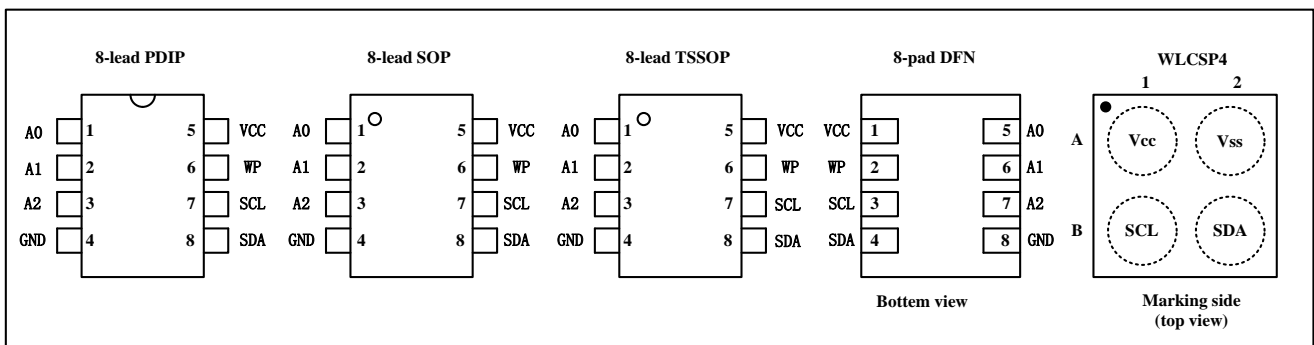 8-lead PDIP
A0 1 5 VCC
A1 2 6 WP
A2 3 7 SCL
GND 4 8 SDA
8-lead SOP
A0 1 5 VCC
A1 2 6 WP
A2 3 7 SCL
GND 4 8 SDA
8-lead TSSOP
A0 1 5 VCC
A1 2 6 WP
A2 3 7 SCL
GND 4 8 SDA
8-pad DFN
VCC 1 5 A0
WP 2 6 A1
SCL 3 7 A2
SDA 4 8 GND
Bottem view
WLCSP4
1 2
A Vcc Vss
B SCL SDA
Marking side
(top view)